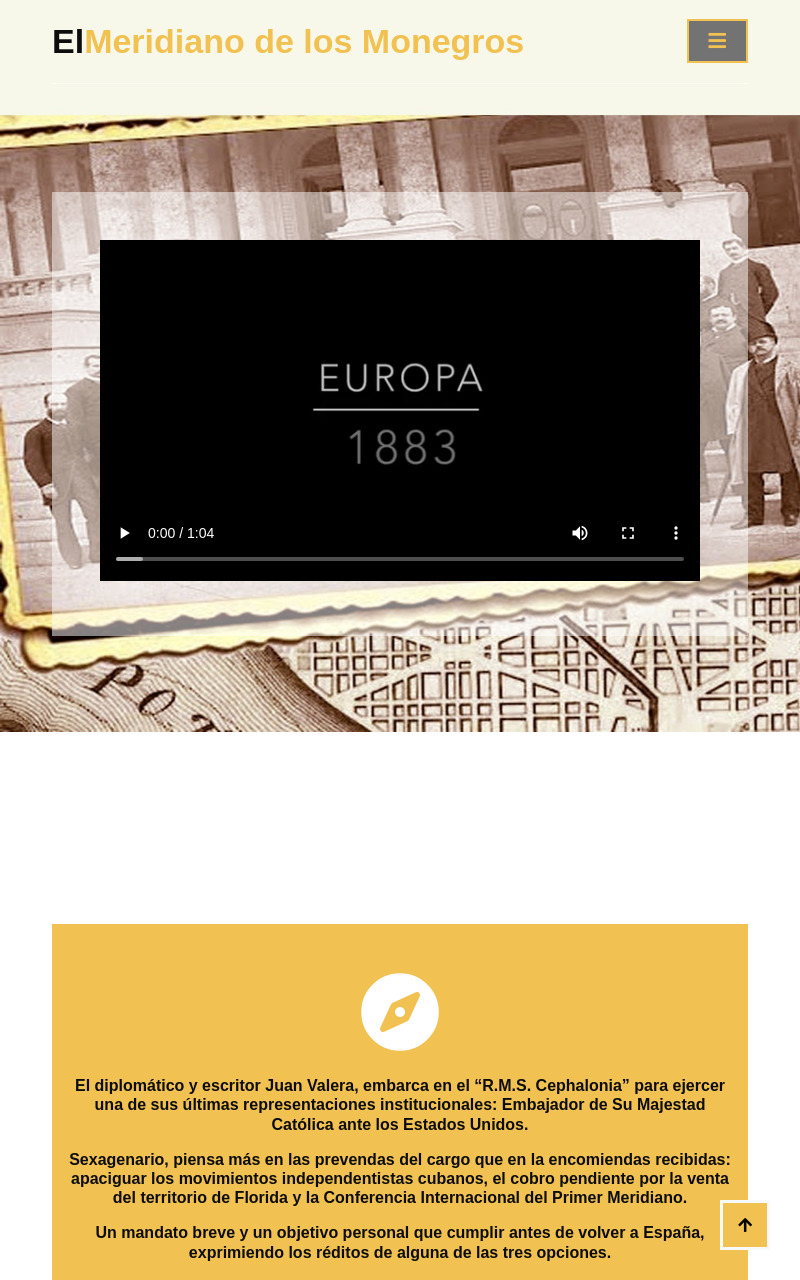 ElMeridiano de los Monegros
EUROPA
1883
0:00 / 1:04
POT
El diplomático y escritor Juan Valera, embarca en el “R.M.S. Cephalonia” para ejercer
una de sus últimas representaciones institucionales: Embajador de Su Majestad
Católica ante los Estados Unidos.
Sexagenario, piensa más en las prevendas del cargo que en la encomiendas recibidas:
apaciguar los movimientos independentistas cubanos, el cobro pendiente por la venta
del territorio de Florida y la Conferencia Internacional del Primer Meridiano.
Un mandato breve y un objetivo personal que cumplir antes de volver a España,
exprimiendo los réditos de alguna de las tres opciones.